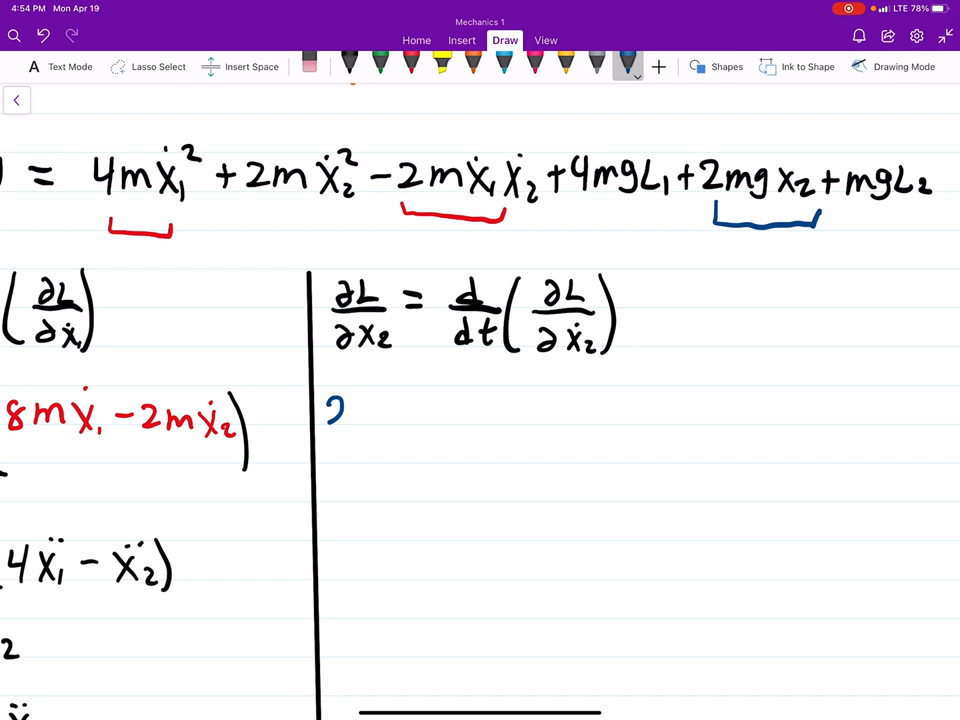 4:54 PM Mon Apr 19 LTE 78%
Mechanics 1
Home Insert Draw View
A Text Mode Lasso Select Insert Space + Shapes Ink to Shape Drawing Mode
= 4mẋ₁² + 2mẋ₂² − 2mẋ₁ẋ₂ + 4mgL₁ + 2mgx₂ + mgL₂
(∂L/∂ẋ₁)
∂L/∂x₂ = d/dt (∂L/∂ẋ₂)
8mẋ₁ − 2mẋ₂)
2
4ẍ₁ − ẍ₂)
2